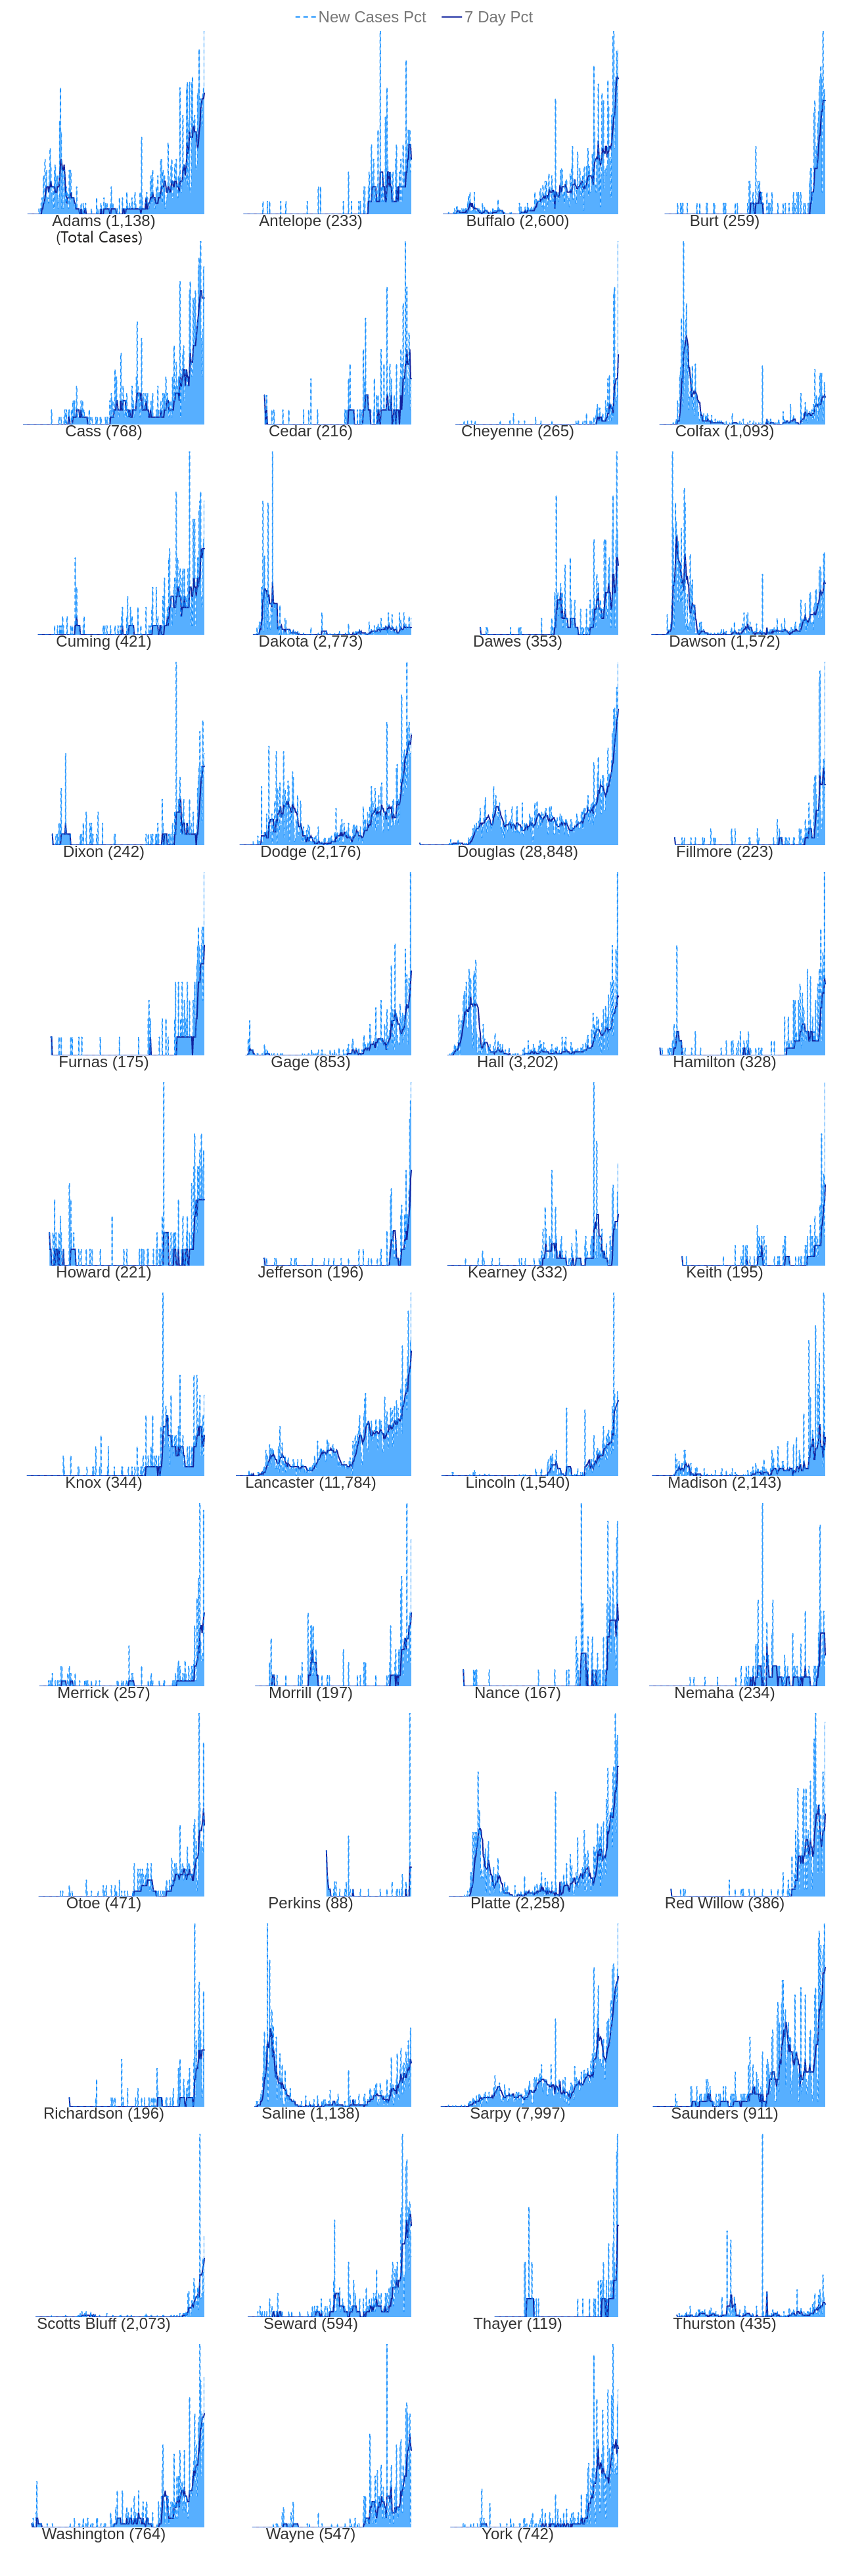 New Cases Pct 7 Day Pct
Adams (1,138) Antelope (233) Buffalo (2,600) Burt (259)
(Total Cases)
Cass (768) Cedar (216) Cheyenne (265) Colfax (1,093)
Cuming (421) Dakota (2,773) Dawes (353) Dawson (1,572)
Dixon (242) Dodge (2,176) Douglas (28,848) Fillmore (223)
Furnas (175) Gage (853) Hall (3,202) Hamilton (328)
Howard (221) Jefferson (196) Kearney (332) Keith (195)
Knox (344) Lancaster (11,784) Lincoln (1,540) Madison (2,143)
Merrick (257) Morrill (197) Nance (167) Nemaha (234)
Otoe (471) Perkins (88) Platte (2,258) Red Willow (386)
Richardson (196) Saline (1,138) Sarpy (7,997) Saunders (911)
Scotts Bluff (2,073) Seward (594) Thayer (119) Thurston (435)
Washington (764) Wayne (547) York (742)